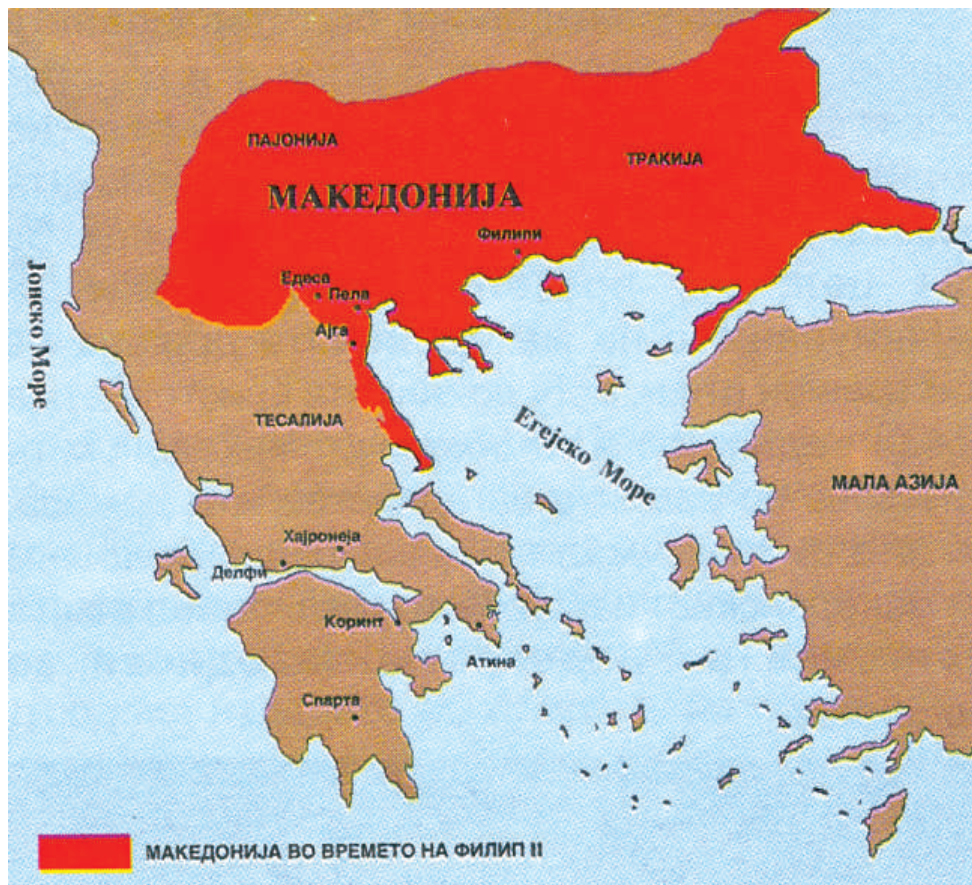 ПАЈОНИЈА
ТРАКИЈА
МАКЕДОНИЈА
Филипи
Јонско Море
Едеса
Пела
Ајга
ТЕСАЛИЈА
Егејско Море
МАЛА АЗИЈА
Хајронеја
Делфи
Коринт
Атина
Спарта
МАКЕДОНИЈА ВО ВРЕМЕТО НА ФИЛИП II